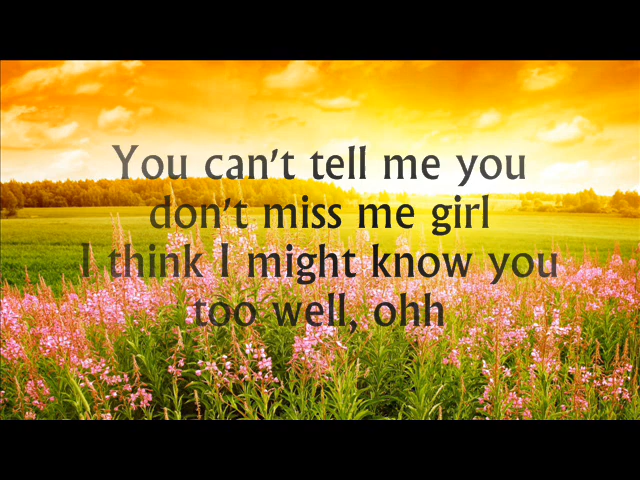 You can't tell me you
don't miss me girl
I think I might know you
too well, ohh